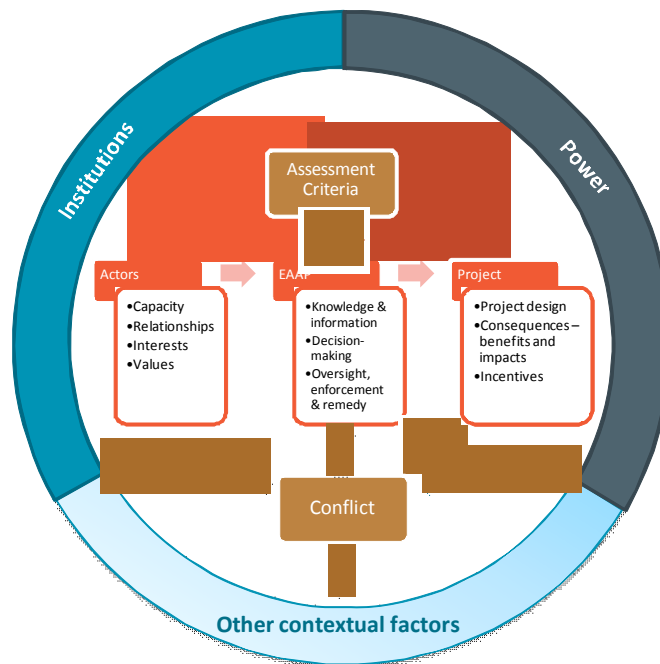 Institutions
Power
Assessment
Criteria
Actors
EAAP
Project
•Capacity
•Relationships
•Interests
•Values
•Knowledge &
information
•Decision-
making
•Oversight,
enforcement
& remedy
•Project design
•Consequences –
benefits and
impacts
•Incentives
Conflict
Other contextual factors